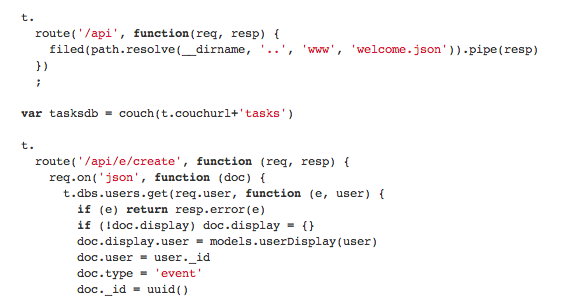 t.
  route('/api', function(req, resp) {
    filed(path.resolve(__dirname, '..', 'www', 'welcome.json')).pipe(resp)
  })
  ;
var tasksdb = couch(t.couchurl+'tasks')
t.
  route('/api/e/create', function (req, resp) {
    req.on('json', function (doc) {
      t.dbs.users.get(req.user, function (e, user) {
        if (e) return resp.error(e)
        if (!doc.display) doc.display = {}
        doc.display.user = models.userDisplay(user)
        doc.user = user._id
        doc.type = 'event'
        doc._id = uuid()